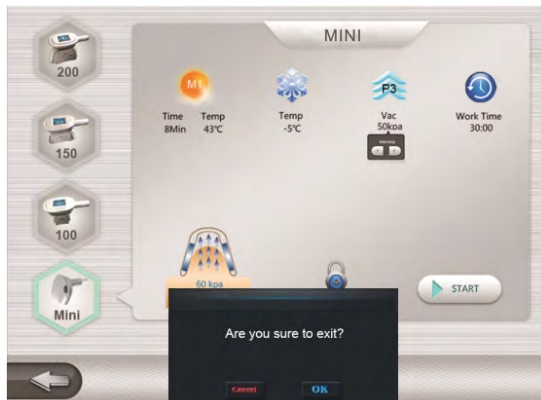 MINI
200
M1
P3
Time Temp
8Min 43℃
Temp
-5℃
Vac
50kpa
Work Time
30:00
Intensity
150
100
60 kpa
START
Mini
Are you sure to exit?
Cancel
OK